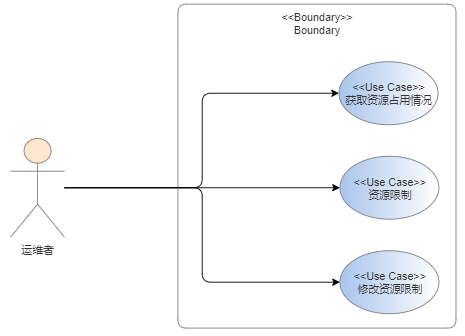 <<Boundary>>
Boundary
<<Use Case>>
获取资源占用情况
<<Use Case>>
资源限制
运维者
<<Use Case>>
修改资源限制